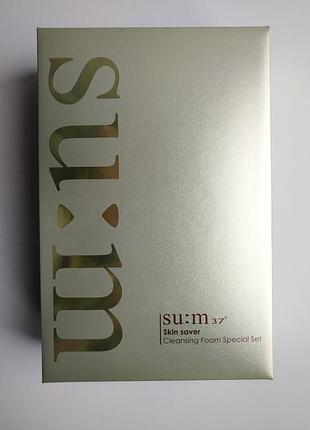 su:m
su:m37°
Skin saver
Cleansing Foam Special Set